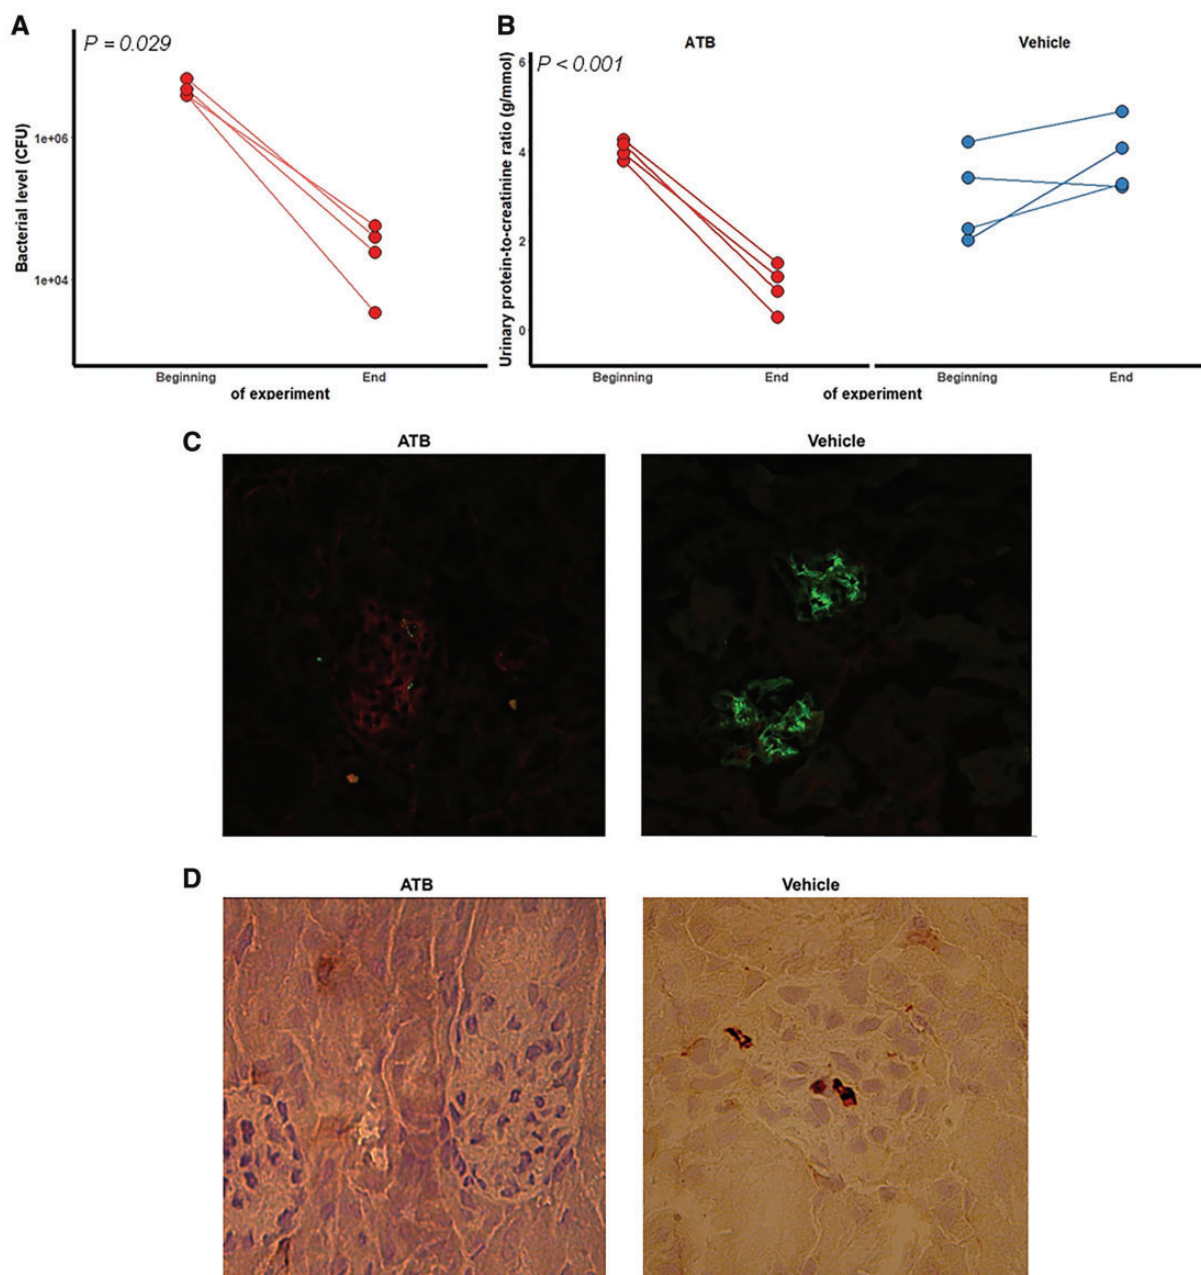 A
P = 0.029
Bacterial level (CFU)
1e+06
1e+04
Beginning
End
of experiment
B
ATB
Vehicle
P < 0.001
Urinary protein-to-creatinine ratio (g/mmol)
6
4
2
0
Beginning
End
Beginning
End
of experiment
C
ATB
Vehicle
D
ATB
Vehicle